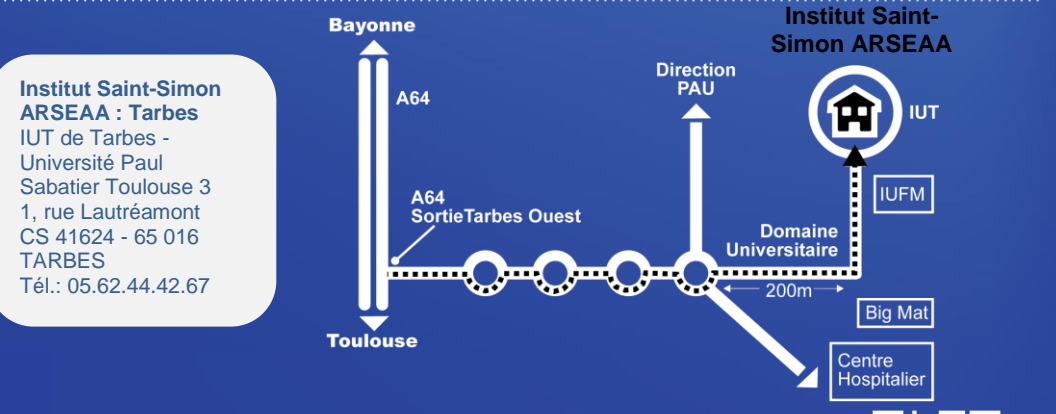 Institut Saint-Simon
ARSEAA : Tarbes
IUT de Tarbes -
Université Paul
Sabatier Toulouse 3
1, rue Lautréamont
CS 41624 - 65 016
TARBES
Tél.: 05.62.44.42.67
Bayonne
A64
A64
SortieTarbes Ouest
Toulouse
Direction
PAU
Institut Saint-
Simon ARSEAA
IUT
IUFM
Domaine
Universitaire
200m
Big Mat
Centre
Hospitalier